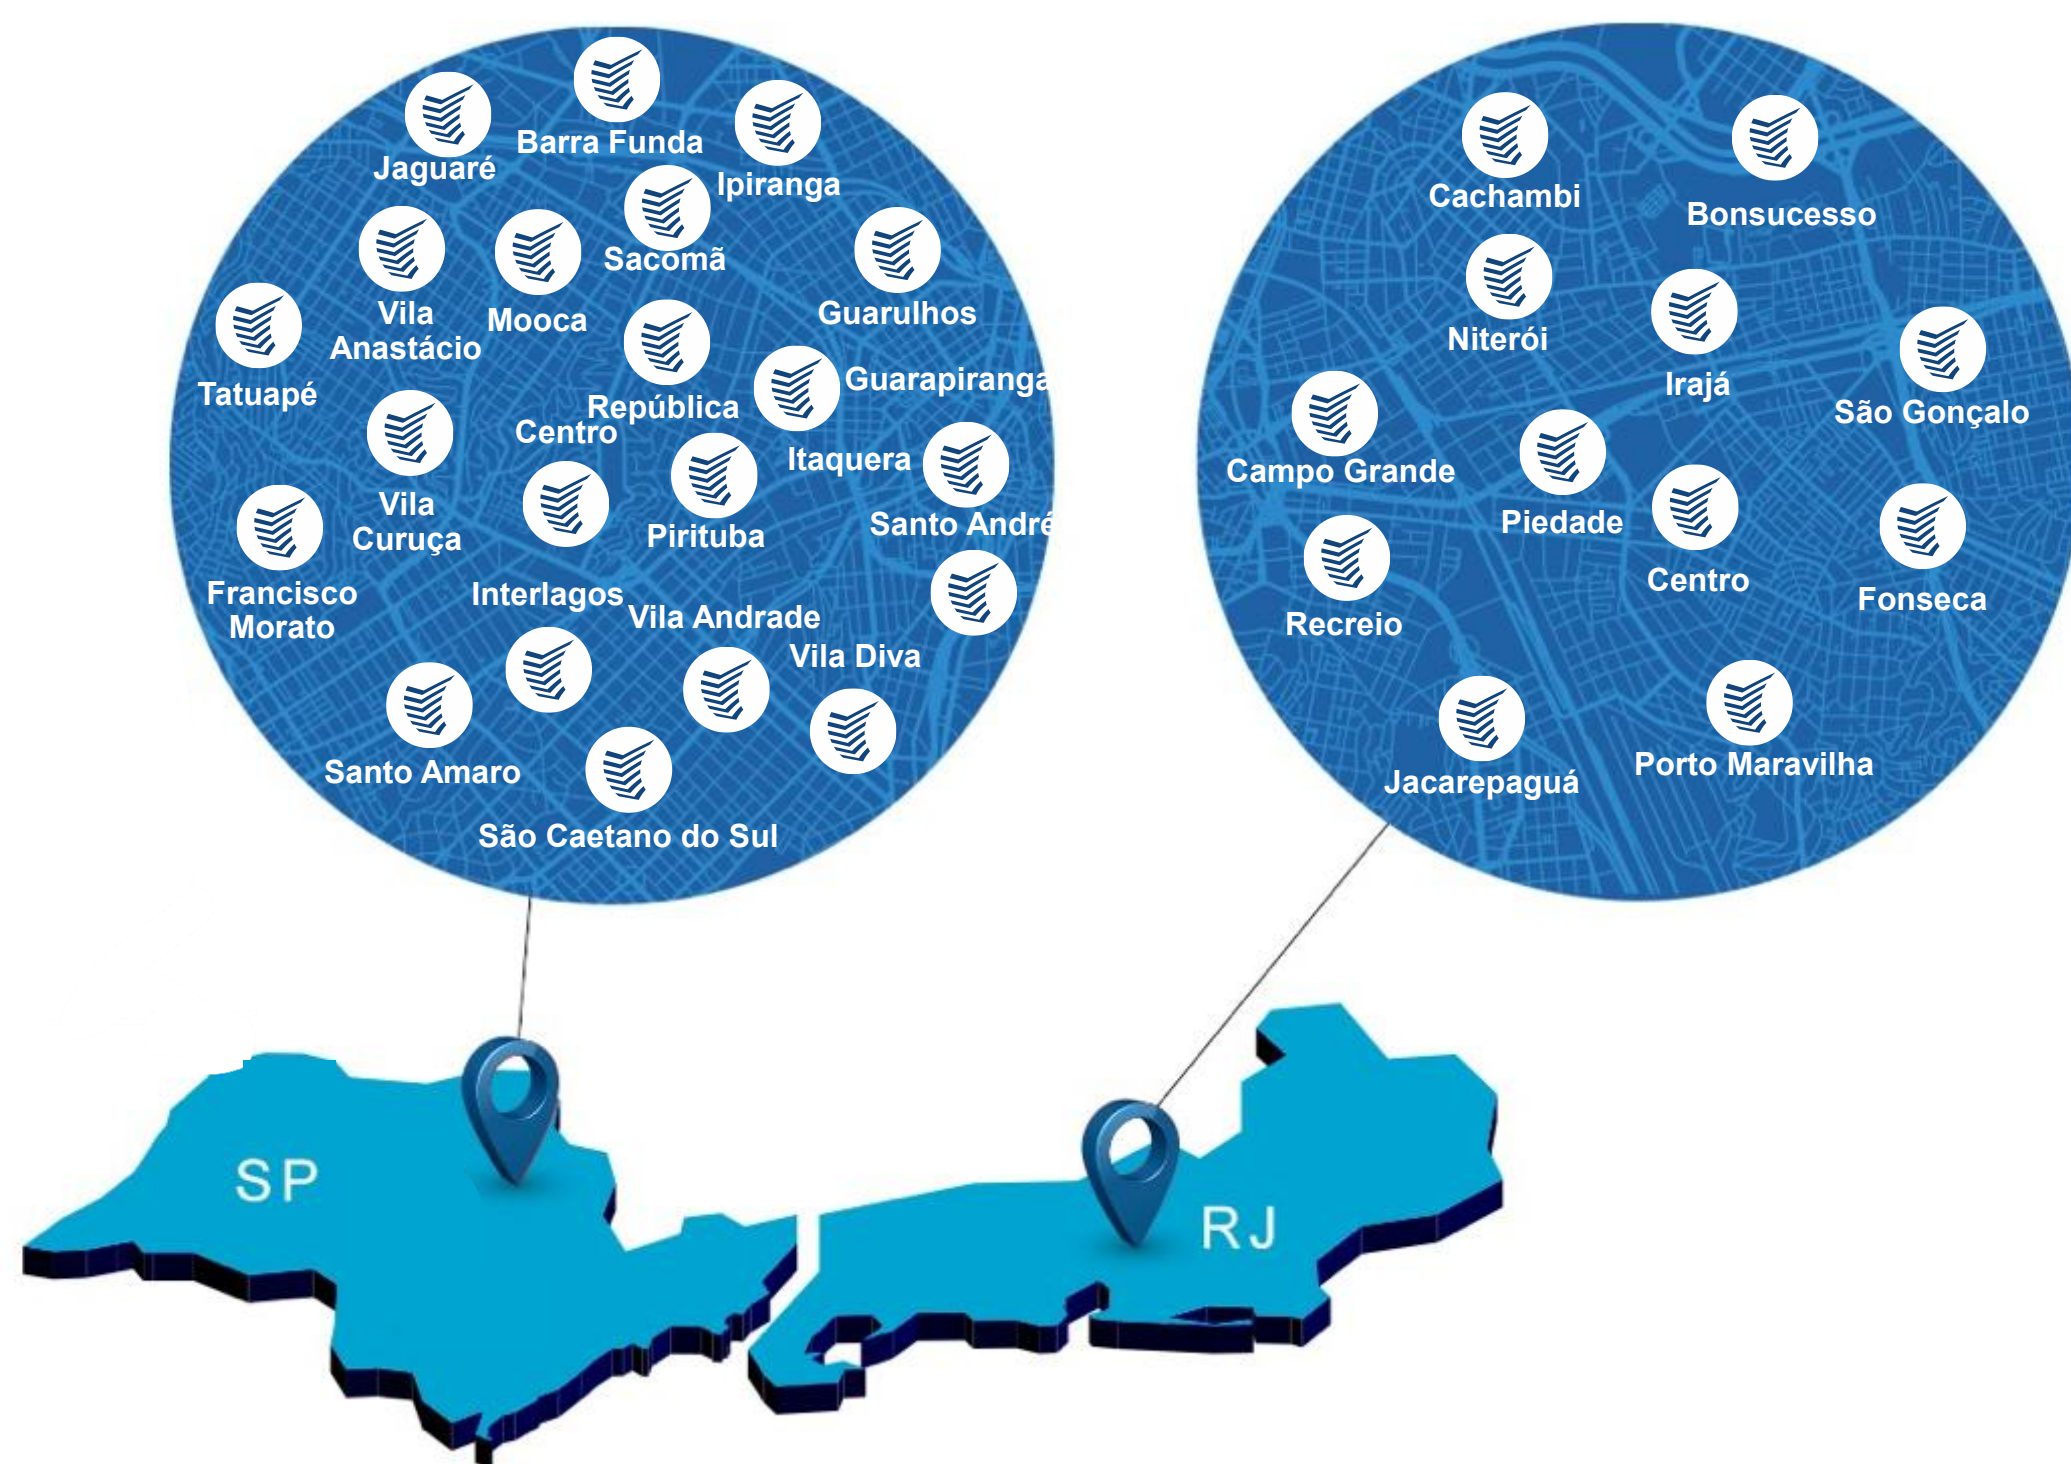 Barra Funda
Jaguaré
Ipiranga
Sacomã
Vila
Anastácio
Mooca
Guarulhos
Tatuapé
República
Guarapiranga
Centro
Itaquera
Vila
Curuça
Pirituba
Santo André
Francisco
Morato
Interlagos
Vila Andrade
Vila Diva
Santo Amaro
São Caetano do Sul
Cachambi
Bonsucesso
Niterói
Irajá
São Gonçalo
Campo Grande
Piedade
Centro
Fonseca
Recreio
Porto Maravilha
Jacarepaguá
SP
RJ